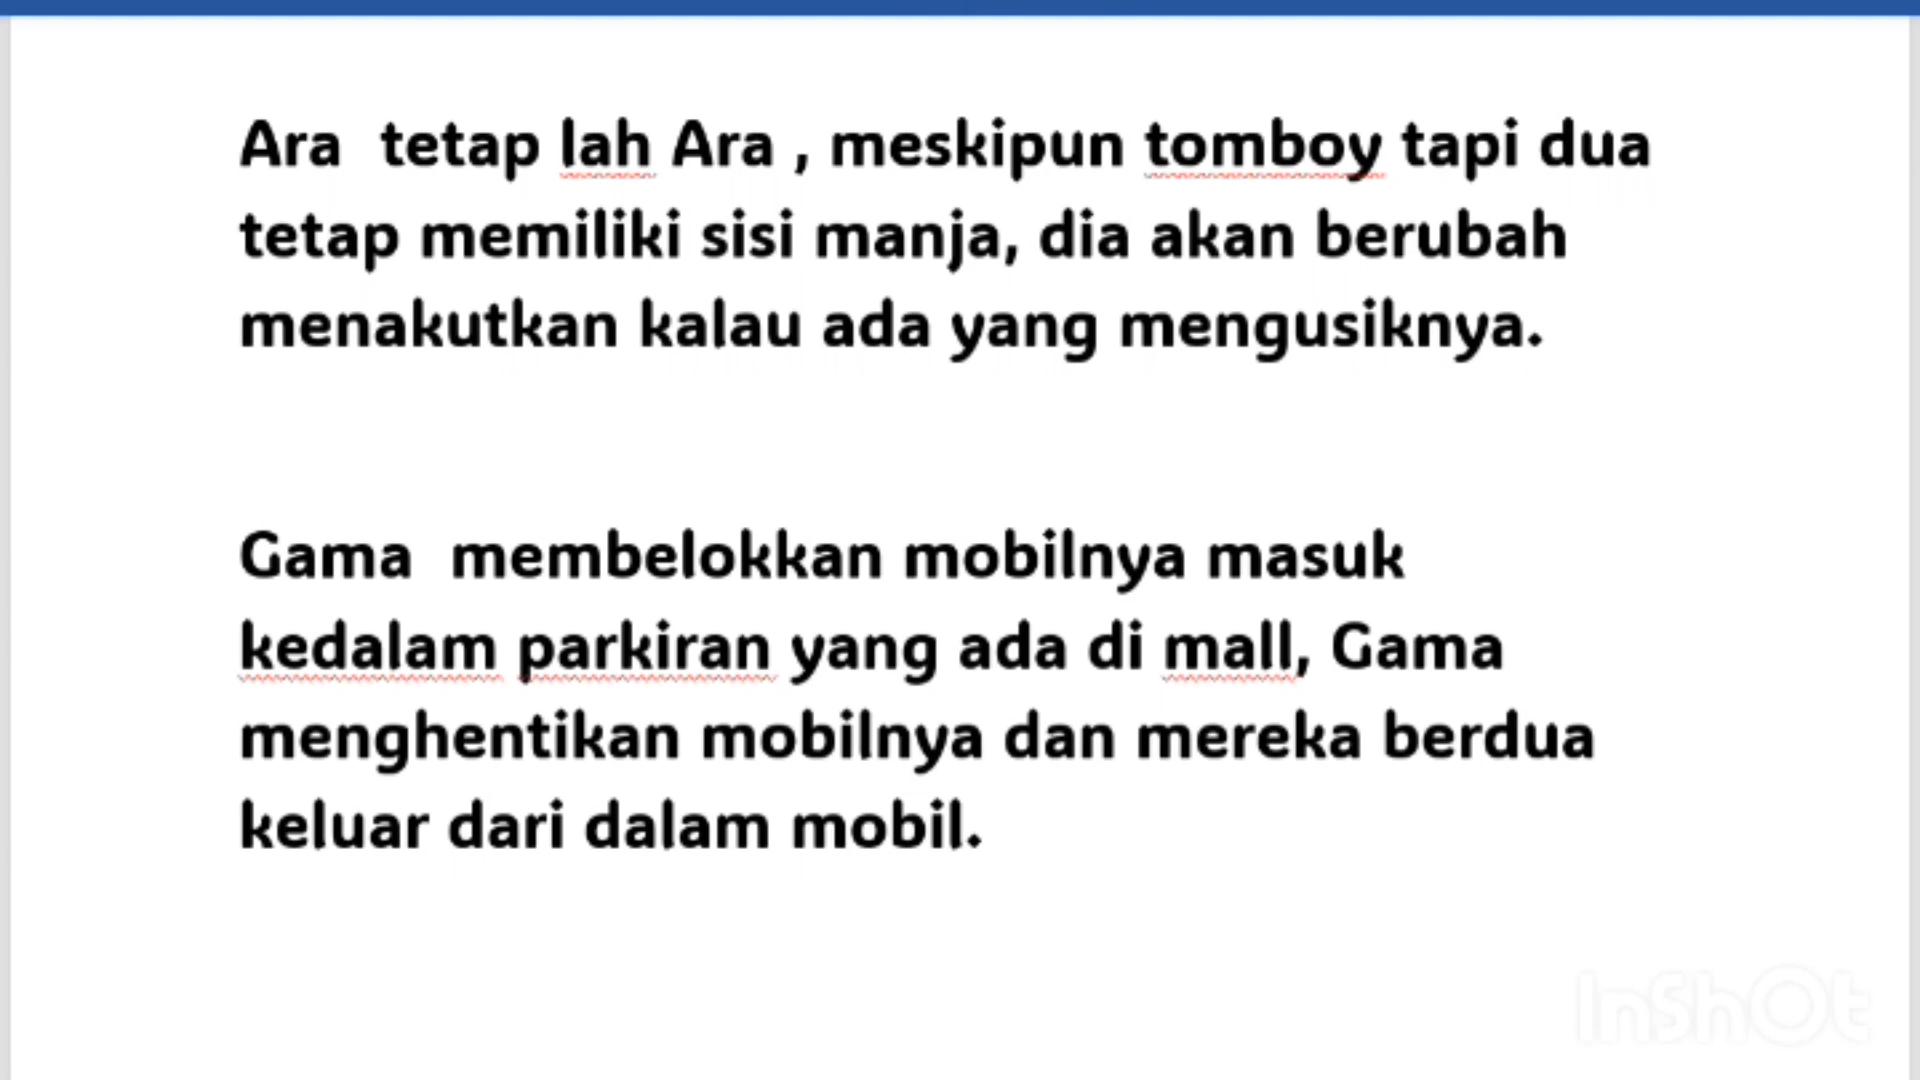 Ara  tetap lah Ara , meskipun tomboy tapi dua
tetap memiliki sisi manja, dia akan berubah
menakutkan kalau ada yang mengusiknya.
Gama  membelokkan mobilnya masuk
kedalam parkiran yang ada di mall, Gama
menghentikan mobilnya dan mereka berdua
keluar dari dalam mobil.
InShOt